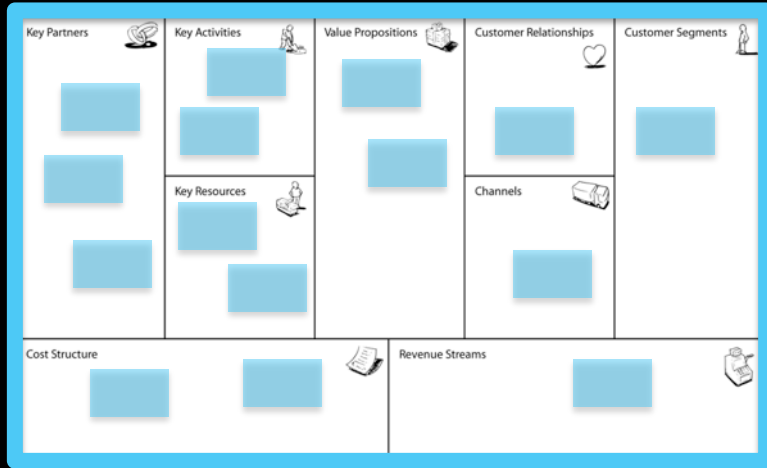 Key Partners
Key Activities
Value Propositions
Customer Relationships
Customer Segments
Key Resources
Channels
Cost Structure
Revenue Streams